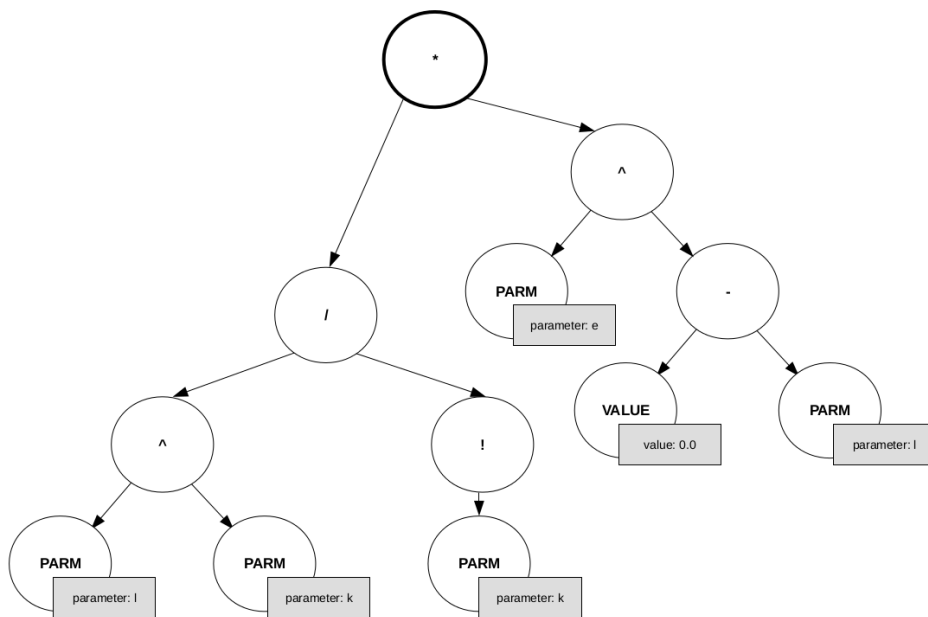 *
^
PARM
parameter: e
-
/
VALUE
value: 0.0
PARM
parameter: l
^
!
PARM
parameter: l
PARM
parameter: k
PARM
parameter: k